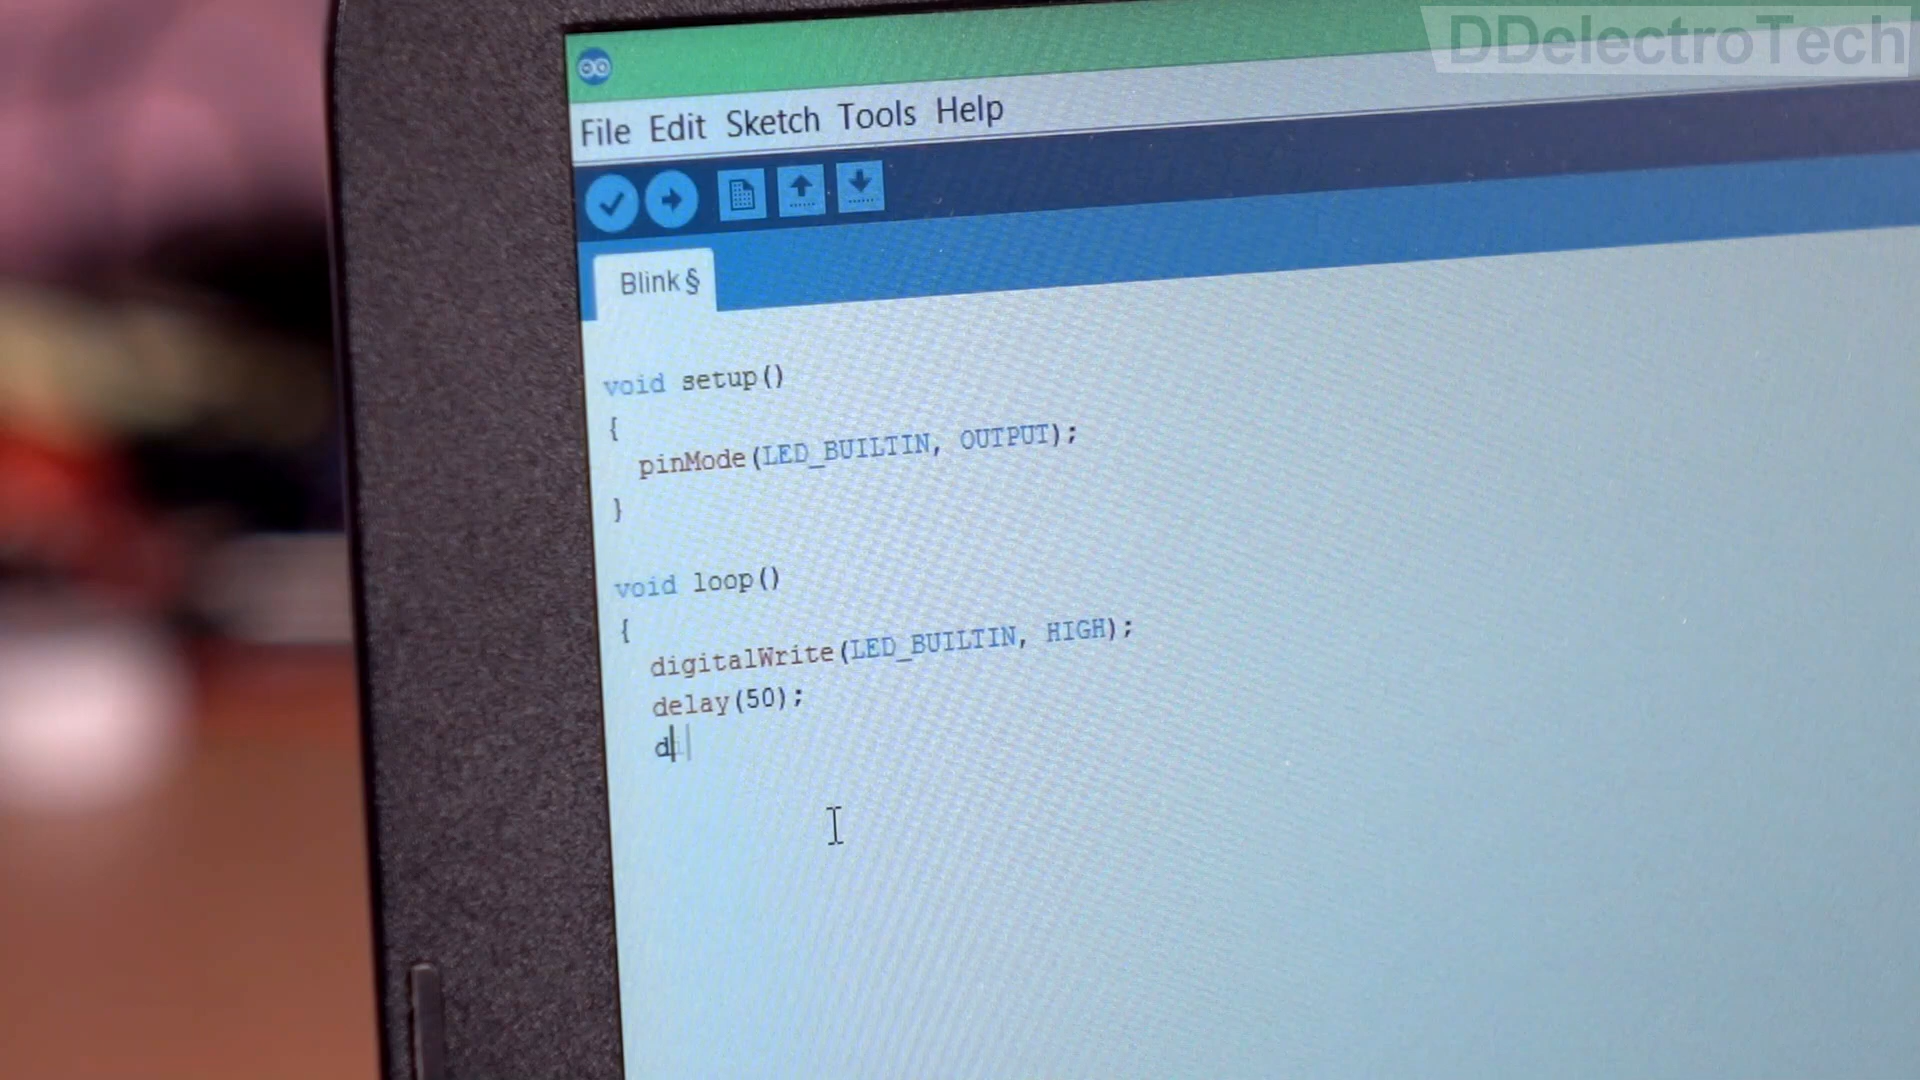 DDelectroTech
File Edit Sketch Tools Help
Blink §
void setup()
{
pinMode(LED_BUILTIN, OUTPUT);
}
void loop()
{
digitalWrite(LED_BUILTIN, HIGH);
delay(50);
d